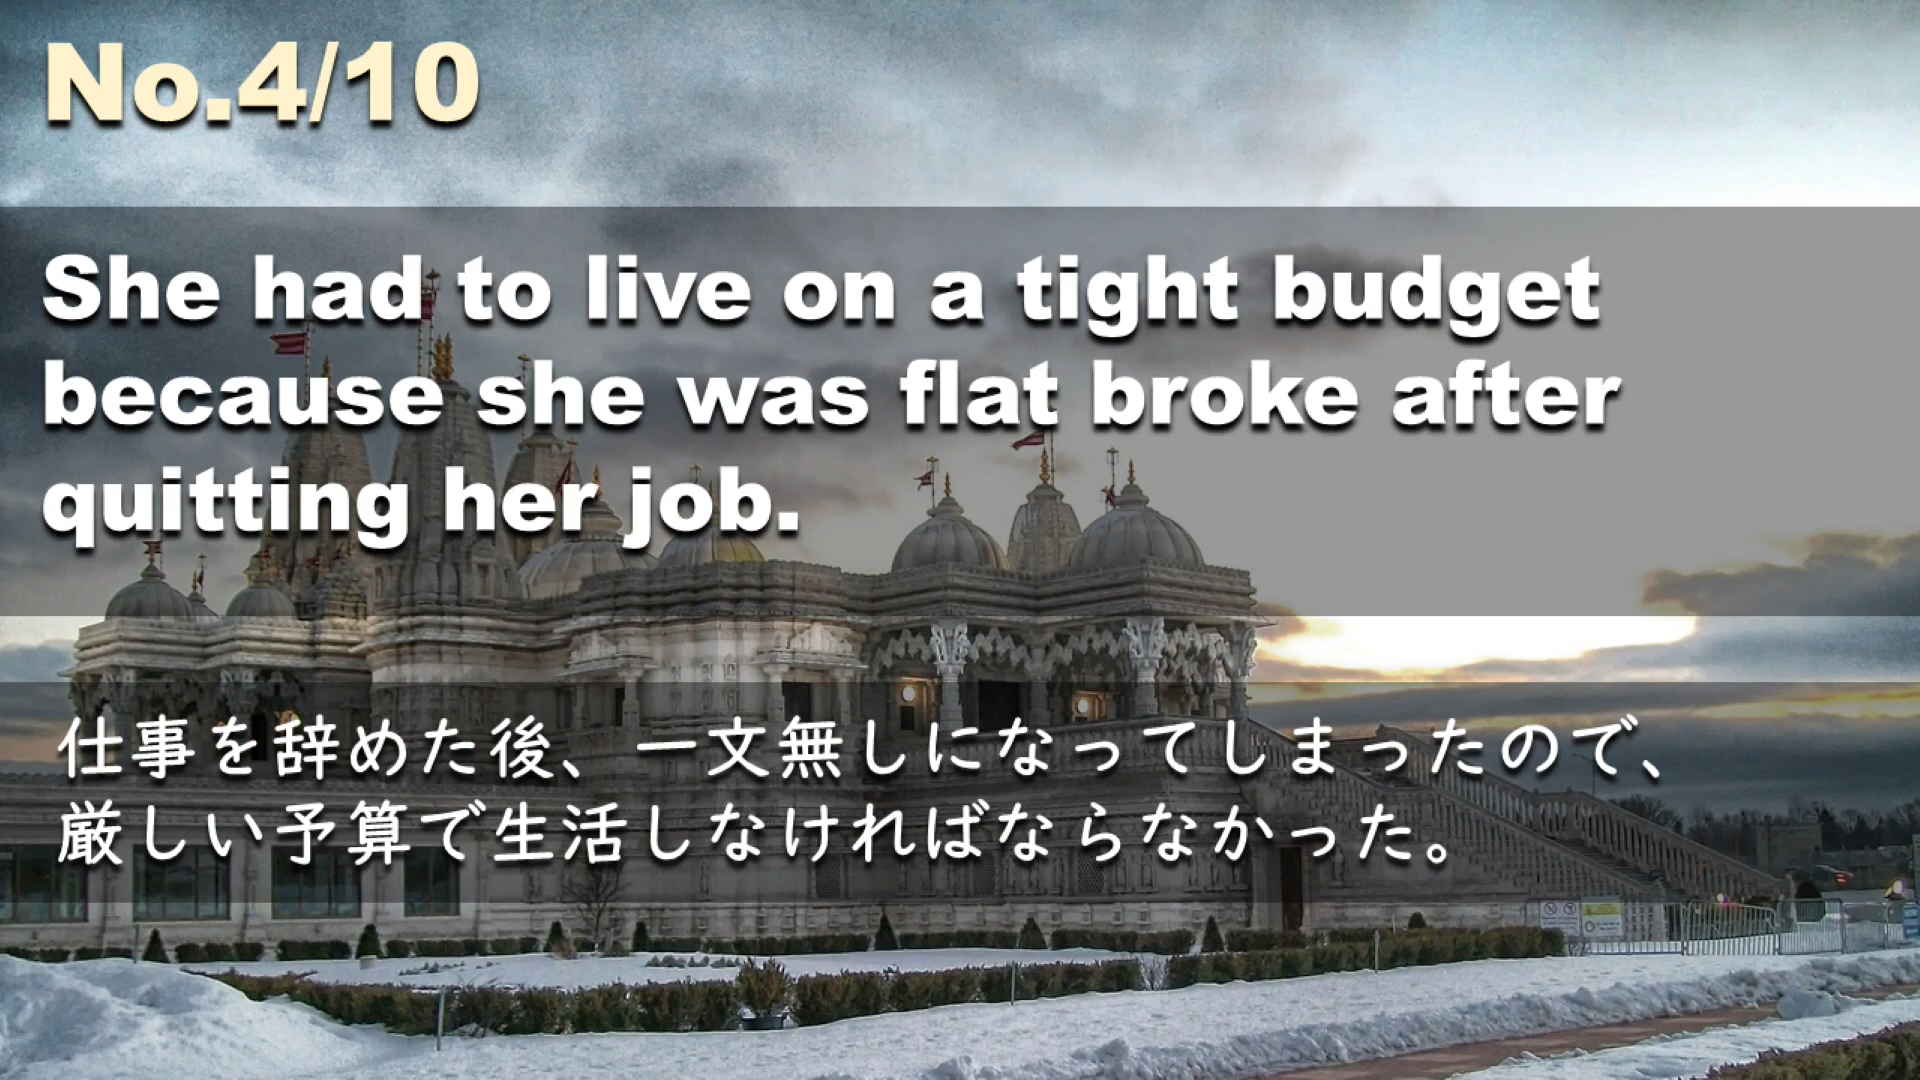 No.4/10
She had to live on a tight budget
because she was flat broke after
quitting her job.
仕事を辞めた後、一文無しになってしまったので、
厳しい予算で生活しなければならなかった。